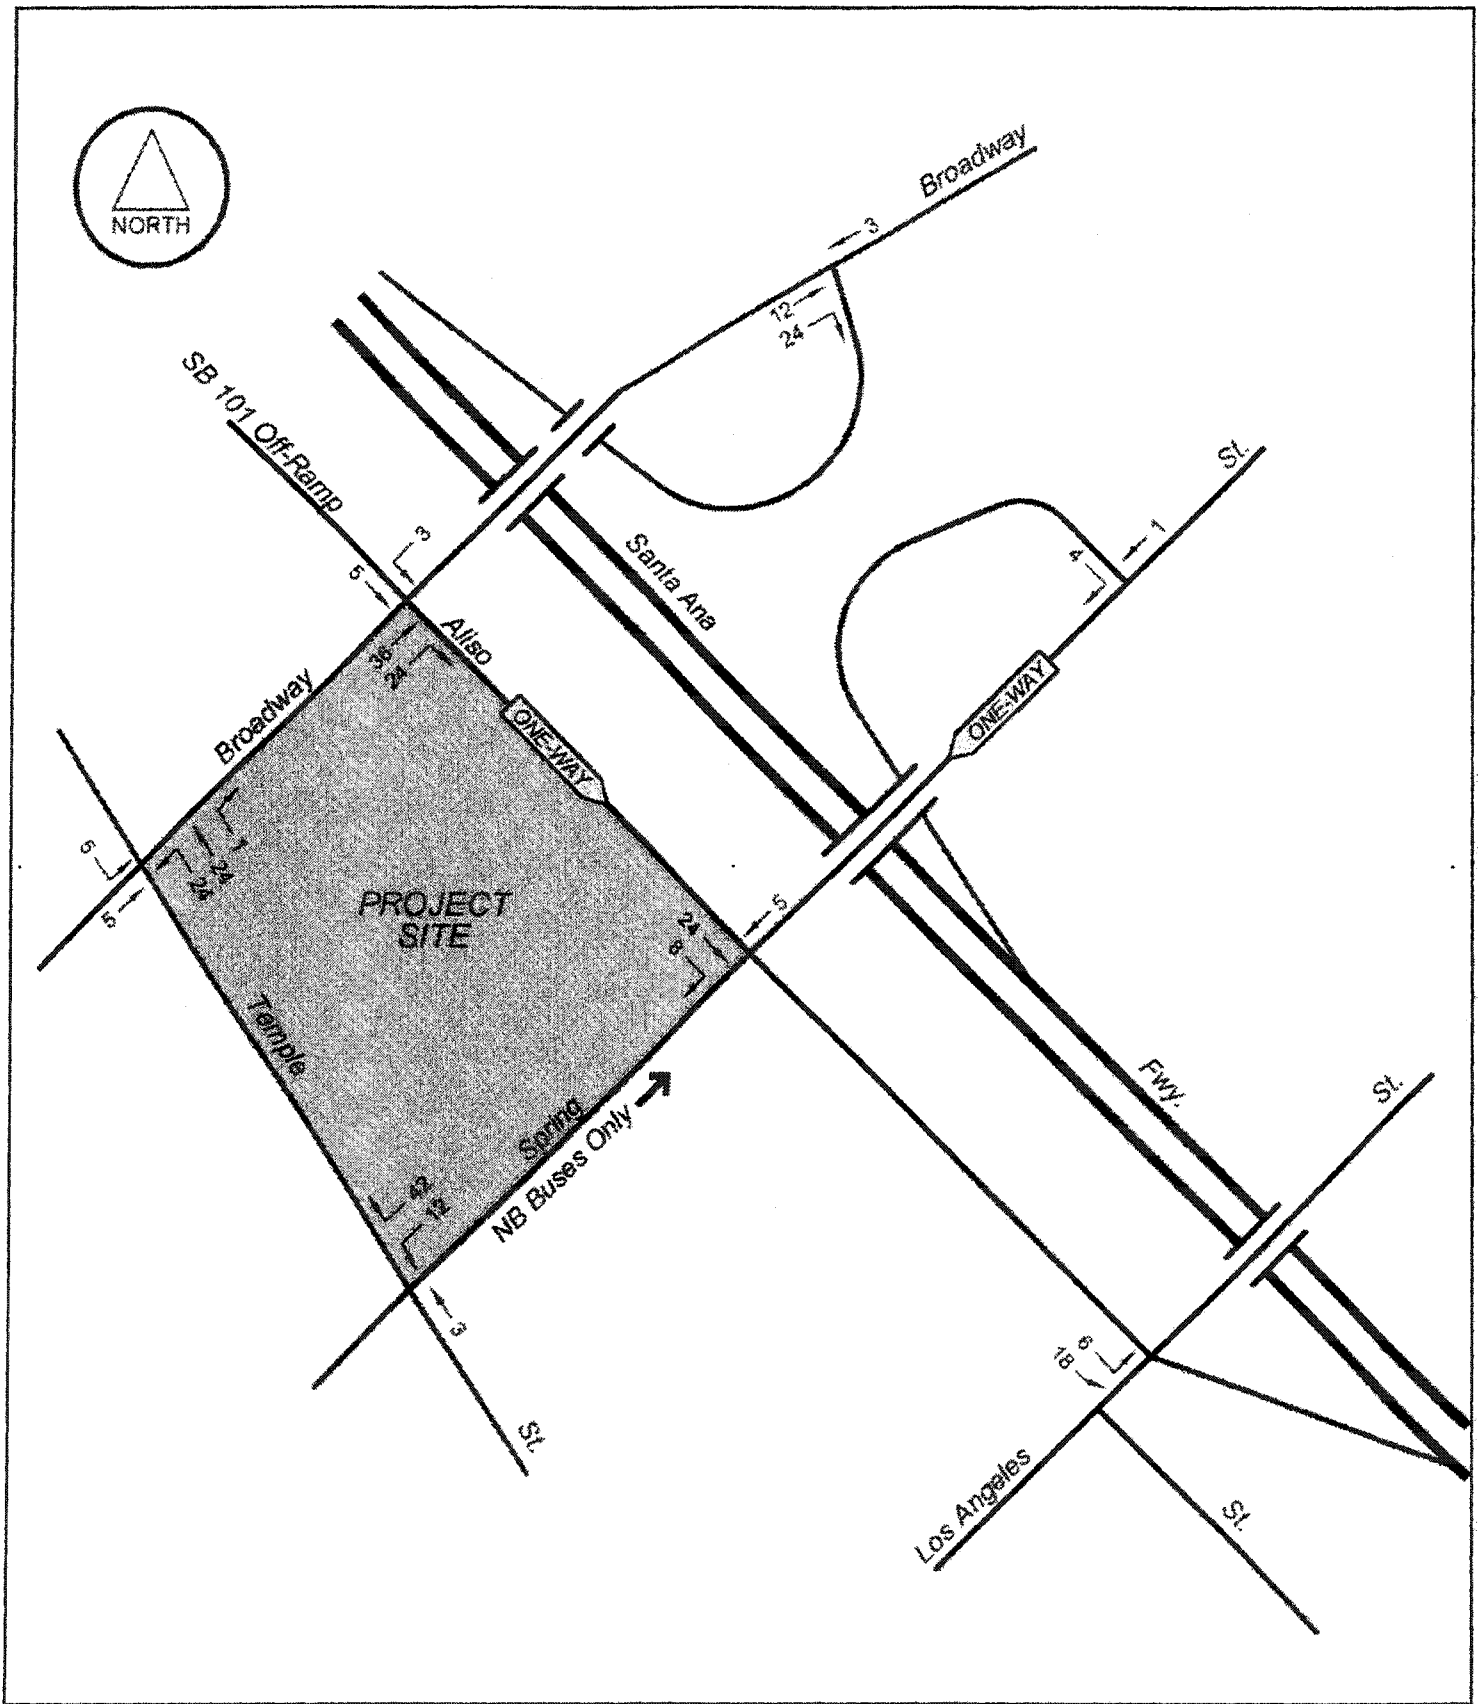 NORTH
Broadway
3
12
24
SB 101 Off-Ramp
St.
Santa Ana
3
5
1
4
Aliso
36
24
Broadway
ONE-WAY
ONE-WAY
1
24
24
5
PROJECT
SITE
5
24
8
Temple
Fwy.
St.
Spring
NB Buses Only
42
12
3
18
6
St.
Los Angeles
St.